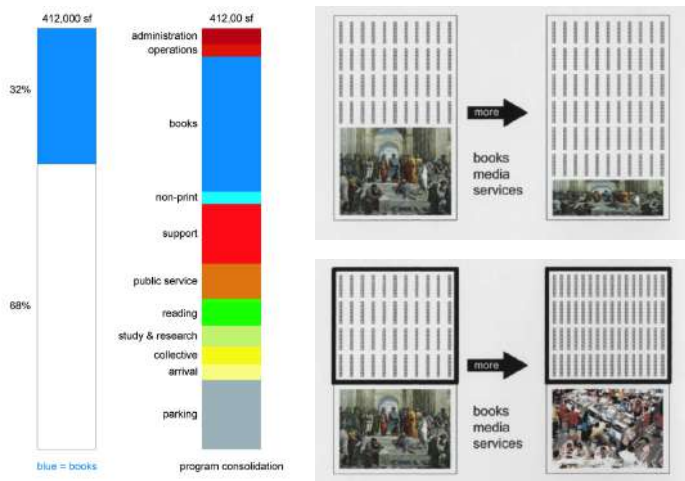 412,000 sf
32%
68%
blue = books
412,00 sf
administration
operations
books
non-print
support
public service
reading
study & research
collective
arrival
parking
program consolidation
more
books
media
services
more
books
media
services